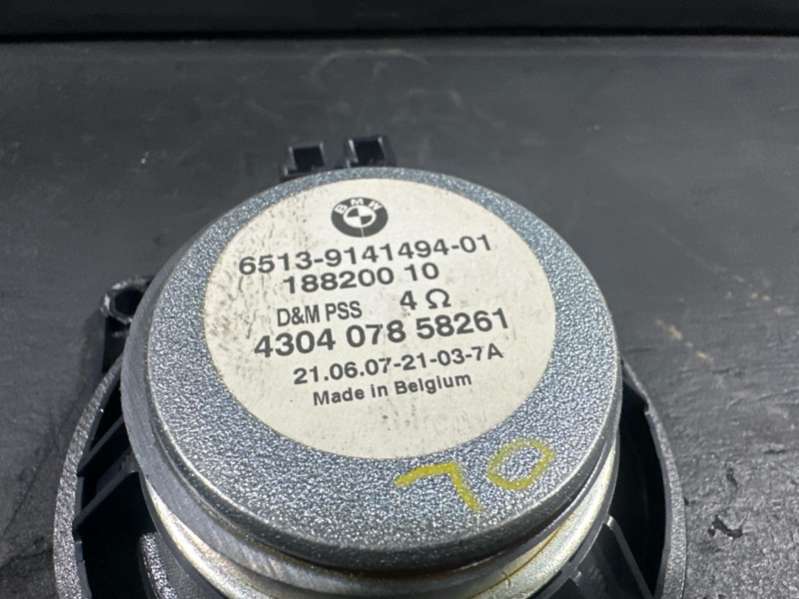 BMW
6513-9141494-01
188200 10
D&M PSS 4 Ω
4304 078 58261
21.06.07-21-03-7A
Made in Belgium